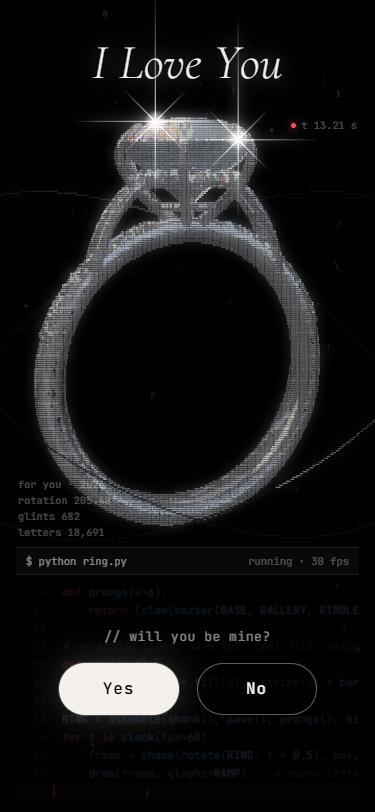 I Love You
t 13.21 s
for you
rotation
glints 682
letters 18,691
$ python ring.py
running · 30 fps
def prongs(k=6):
return [claw(bezier(BASE, GALLERY, GIRDLE
// will you be mine?
Yes
No
RING = assemble(shank(), pave(), prongs(), hi
for t in clock(fps=60):
frame = shade(rotate(RING, t * 0.5), env,
draw(frame, glyphs=RAMP) # every lette